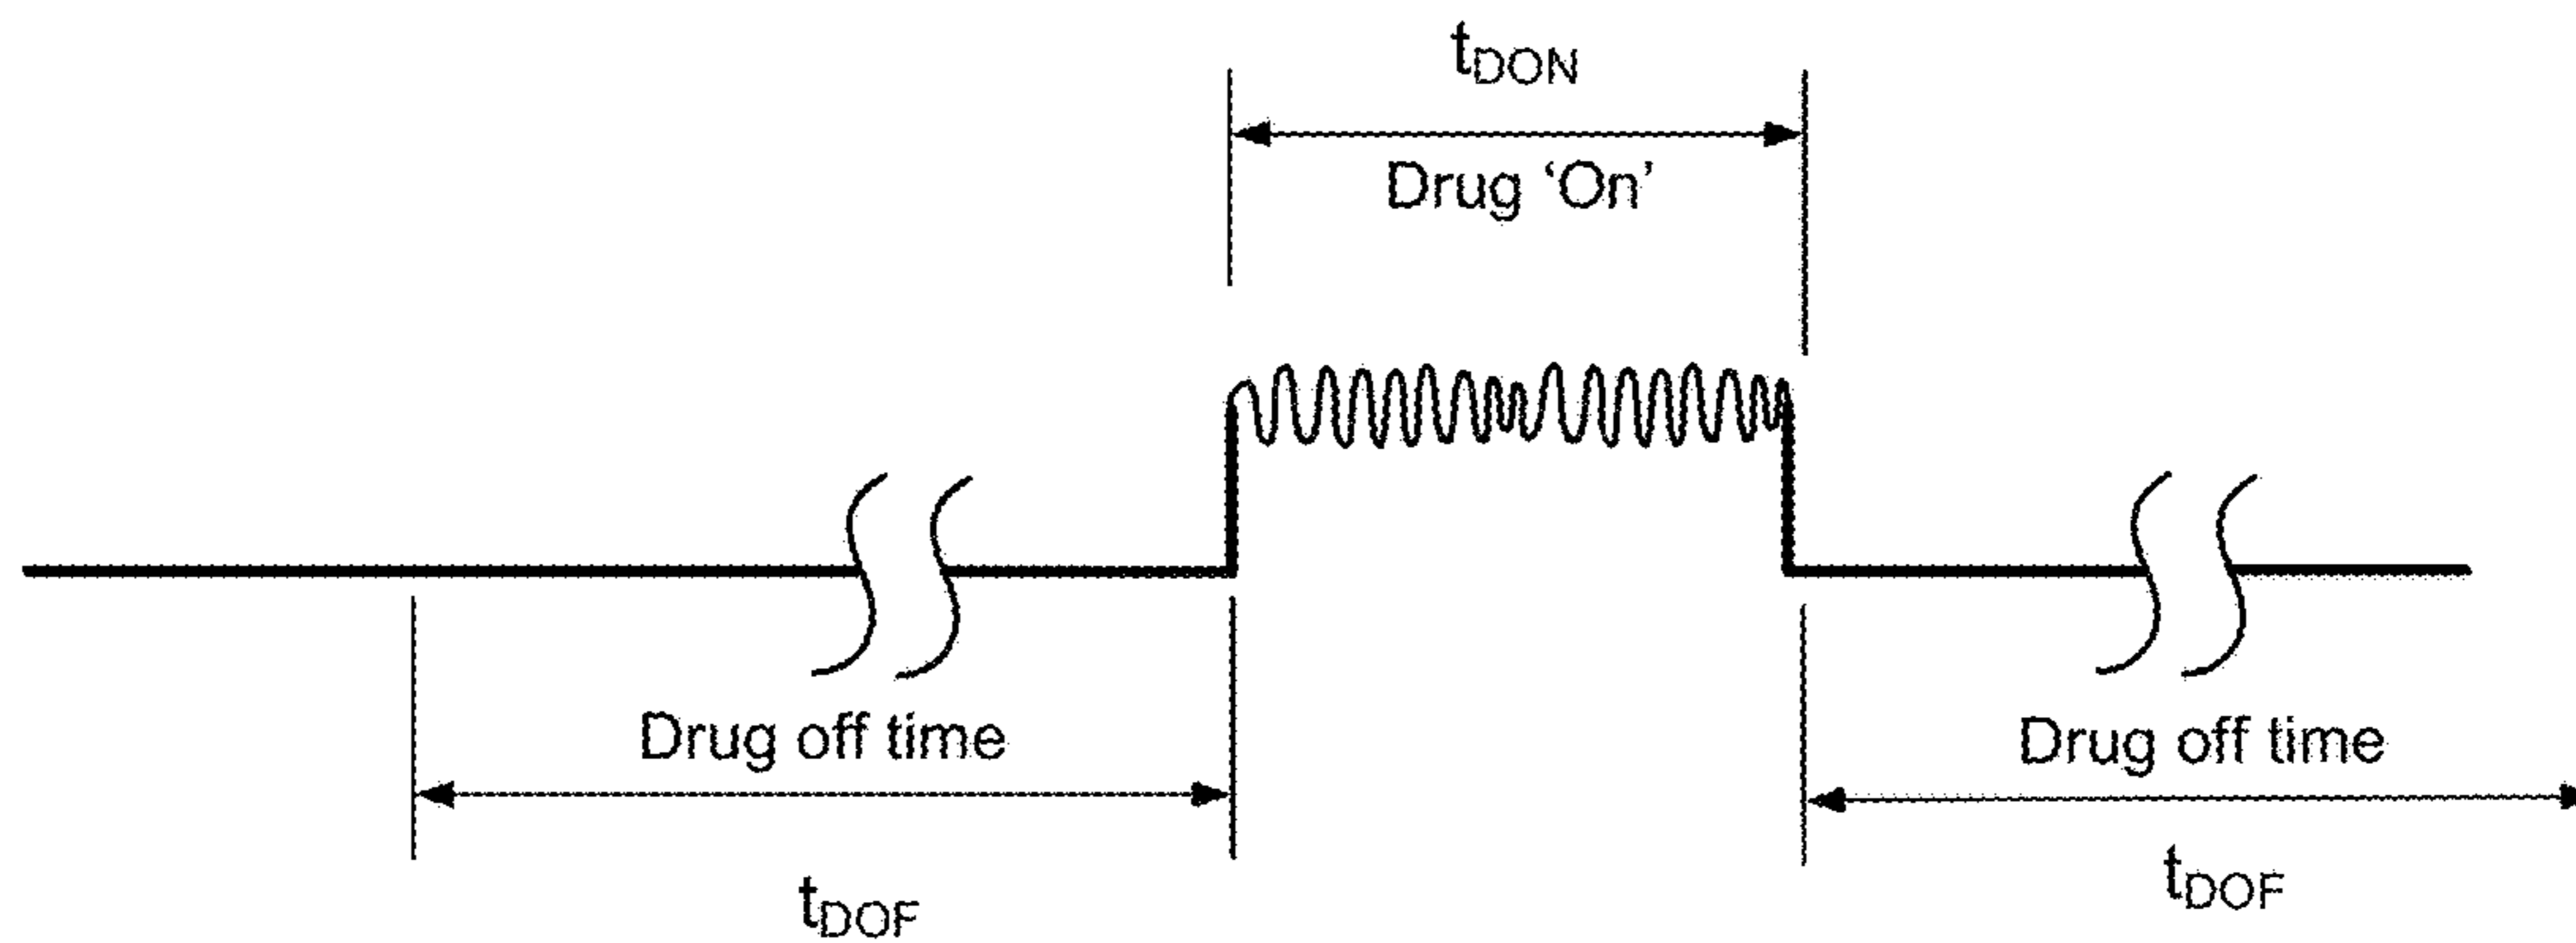 tDON
Drug ‘On’
Drug off time
tDOF
Drug off time
tDOF